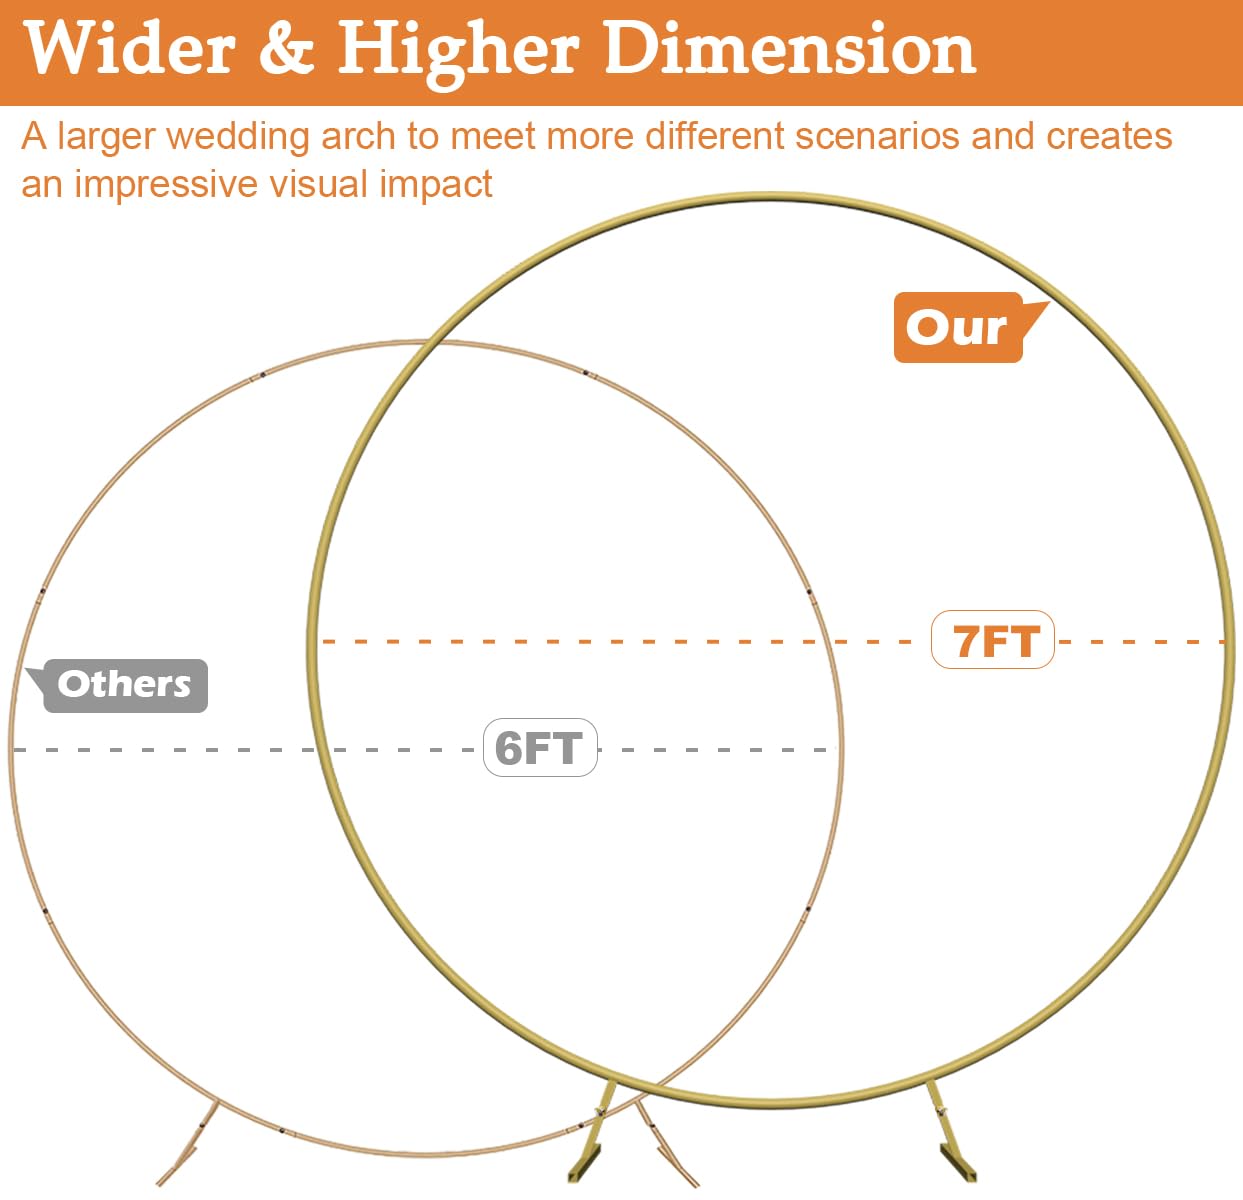 Wider & Higher Dimension
A larger wedding arch to meet more different scenarios and creates
an impressive visual impact
Our
7FT
Others
6FT